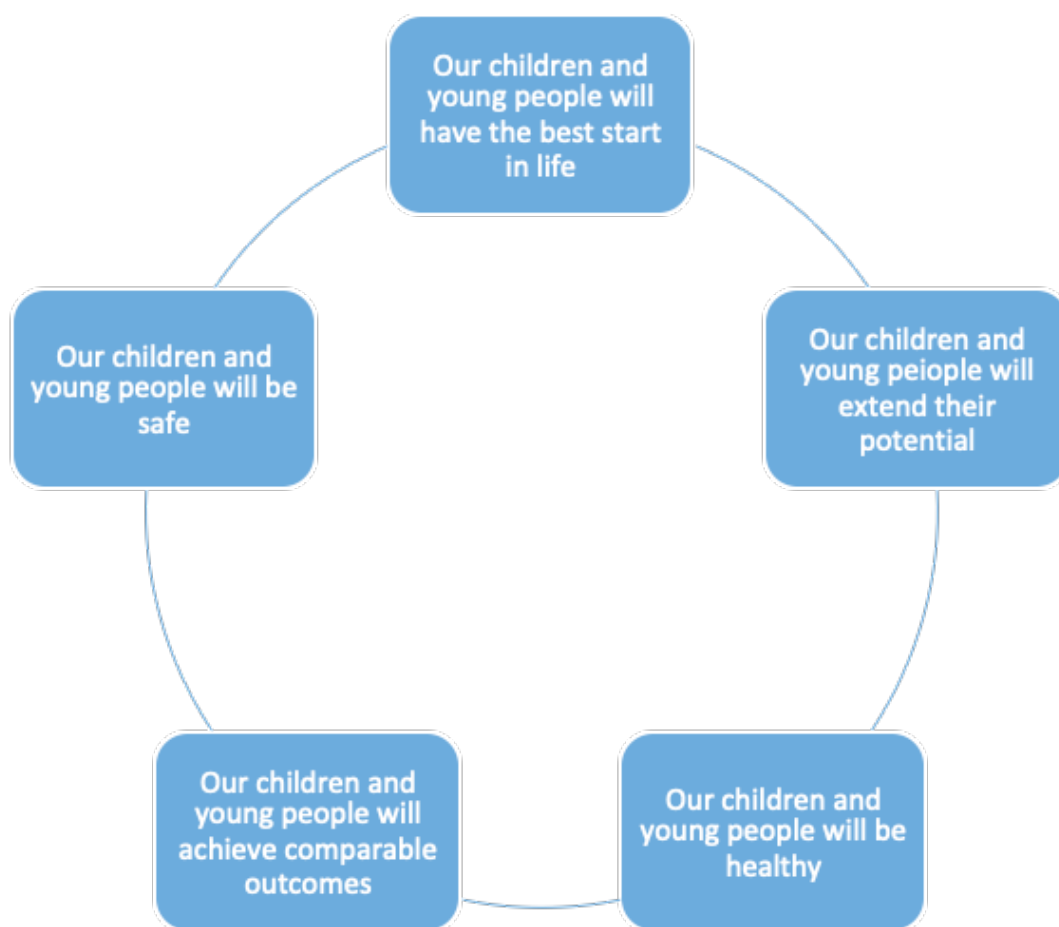 Our children and
young people will
have the best start
in life
Our children and
young peiople will
extend their
potential
Our children and
young people will be
healthy
Our children and
young people will
achieve comparable
outcomes
Our children and
young people will be
safe